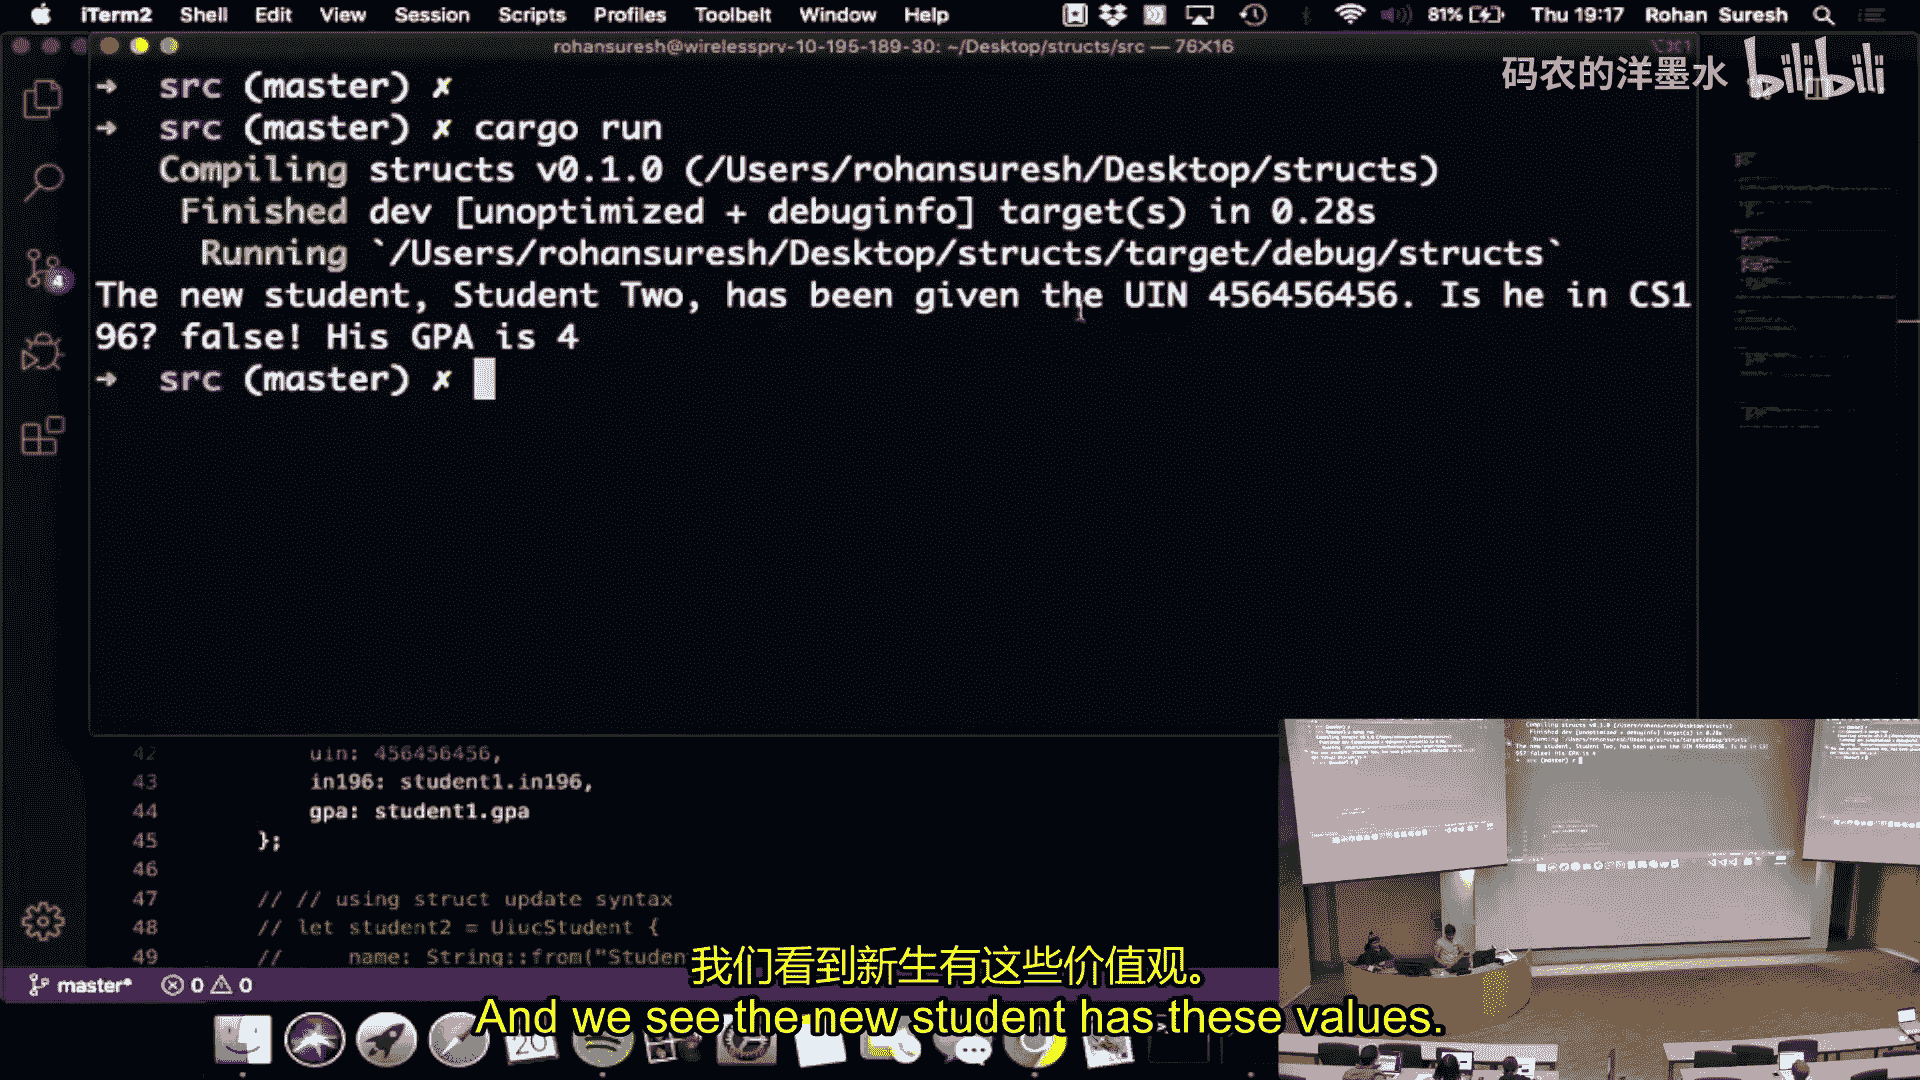 iTerm2 Shell Edit View Session Scripts Profiles Toolbelt Window Help 81% Thu 19:17 Rohan Suresh
rohansuresh@wirelessprv-10-195-189-30: ~/Desktop/structs/src — 76×16
码农的洋墨水 bilibili
➜ src (master) ✗
➜ src (master) ✗ cargo run
Compiling structs v0.1.0 (/Users/rohansuresh/Desktop/structs)
Finished dev [unoptimized + debuginfo] target(s) in 0.28s
Running `/Users/rohansuresh/Desktop/structs/target/debug/structs`
The new student, Student Two, has been given the UIN 456456456. Is he in CS1
96? false! His GPA is 4
➜ src (master) ✗
4
42 uin: 456456456,
43 in196: student1.in196,
44 gpa: student1.gpa
45 };
46
47 // // using struct update syntax
48 // let student2 = UiucStudent {
49 // name: String::from("Studen
master* 0 0
我们看到新生有这些价值观。
And we see the new student has these values.
20